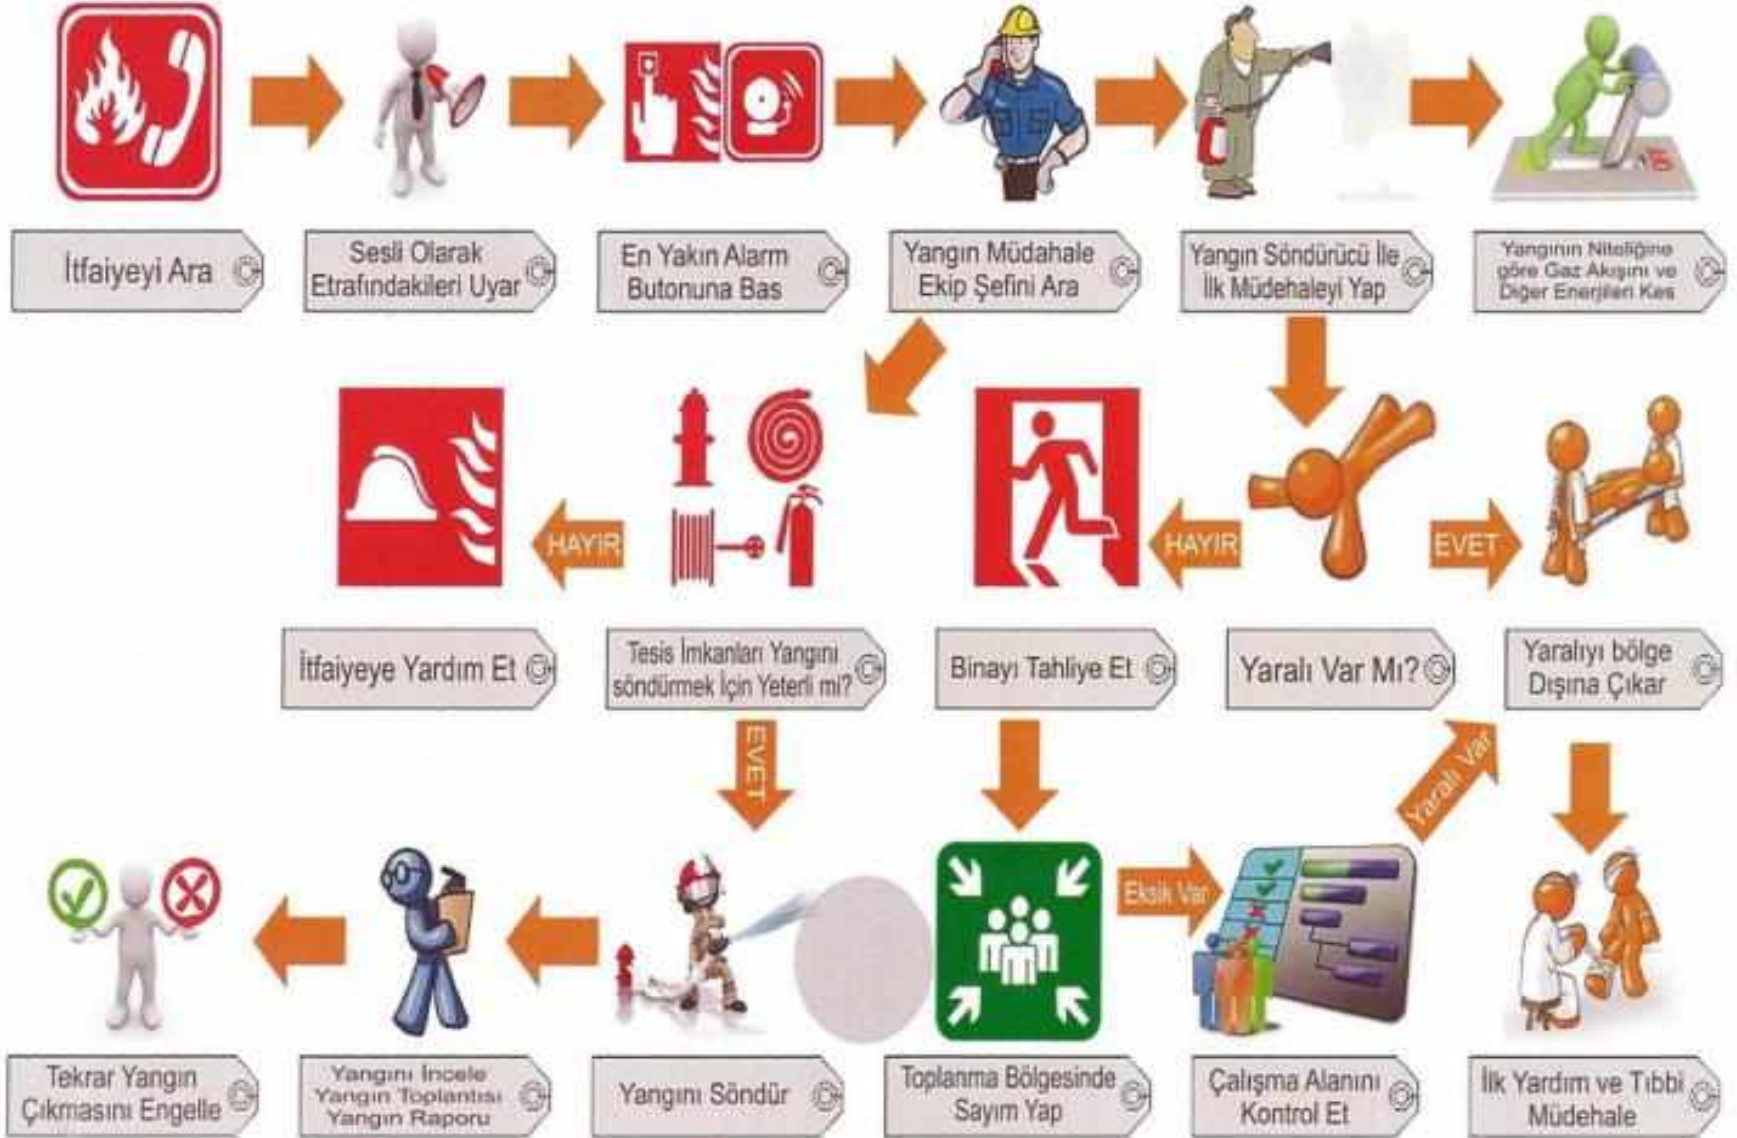 İtfaiyeyi Ara
Sesli Olarak
Etrafındakileri Uyar
En Yakın Alarm
Butonuna Bas
Yangın Müdahale
Ekip Şefini Ara
Yangın Söndürücü İle
İlk Müdehaleyi Yap
Yangının Niteliğine
göre Gaz Akışını ve
Diğer Enerjileri Kes
HAYIR
HAYIR
EVET
İtfaiyeye Yardım Et
Tesis İmkanları Yangını
söndürmek İçin Yeterli mi?
Binayı Tahliye Et
Yaralı Var Mı?
Yaralıyı bölge
Dışına Çıkar
EVET
Yaralı Var
Eksik Var
Tekrar Yangın
Çıkmasını Engelle
Yangını İncele
Yangın Toplantısı
Yangın Raporu
Yangını Söndür
Toplanma Bölgesinde
Sayım Yap
Çalışma Alanını
Kontrol Et
İlk Yardım ve Tıbbi
Müdehale